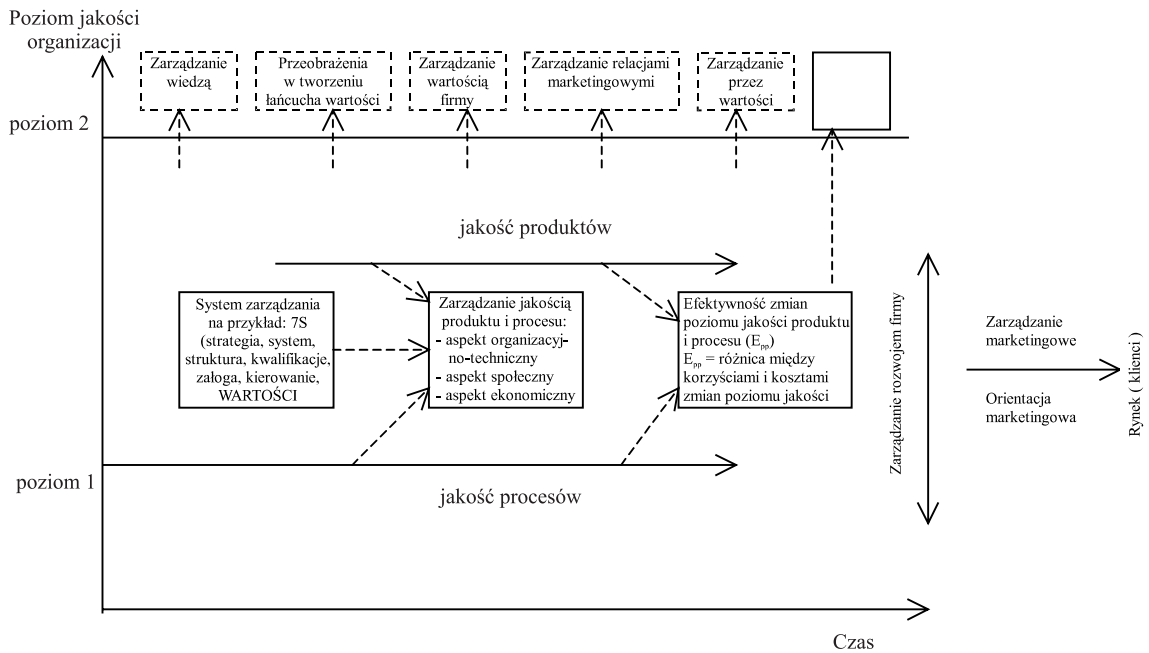 Poziom jakości
organizacji
Zarządzanie
wiedzą
Przeobrażenia
w tworzeniu
łańcucha wartości
Zarządzanie
wartością
firmy
Zarządzanie relacjami
marketingowymi
Zarządzanie
przez
wartości
poziom 2
jakość produktów
System zarządzania
na przykład: 7S
(strategia, system,
struktura, kwalifikacje,
załoga, kierowanie,
WARTOŚCI
Zarządzanie jakością
produktu i procesu:
- aspekt organizacyj-
no-techniczny
- aspekt społeczny
- aspekt ekonomiczny
Efektywność zmian
poziomu jakości produktu
i procesu (Epp)
Epp = różnica między
korzyściami i kosztami
zmian poziomu jakości
Zarządzanie rozwojem firmy
Zarządzanie
marketingowe
Orientacja
marketingowa
Rynek ( klienci )
poziom 1
jakość procesów
Czas